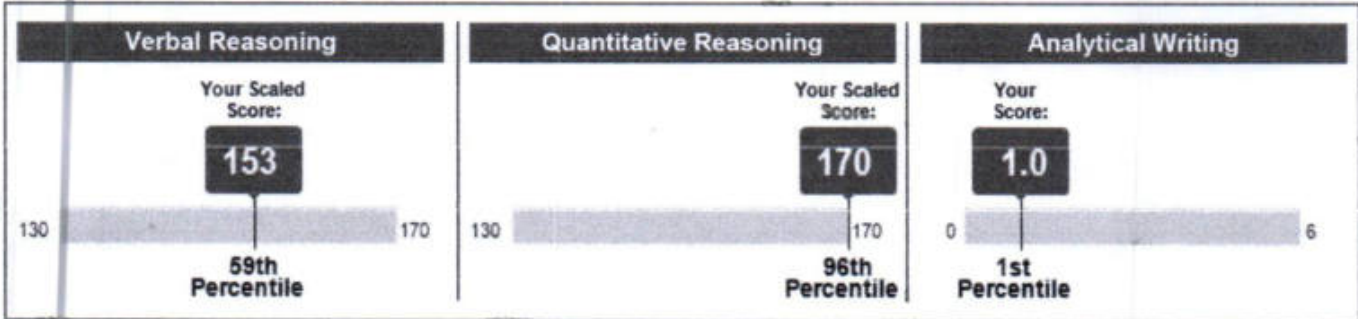 Verbal Reasoning
Your Scaled
Score:
153
130
170
59th
Percentile
Quantitative Reasoning
Your Scaled
Score:
170
130
170
96th
Percentile
Analytical Writing
Your
Score:
1.0
0
6
1st
Percentile